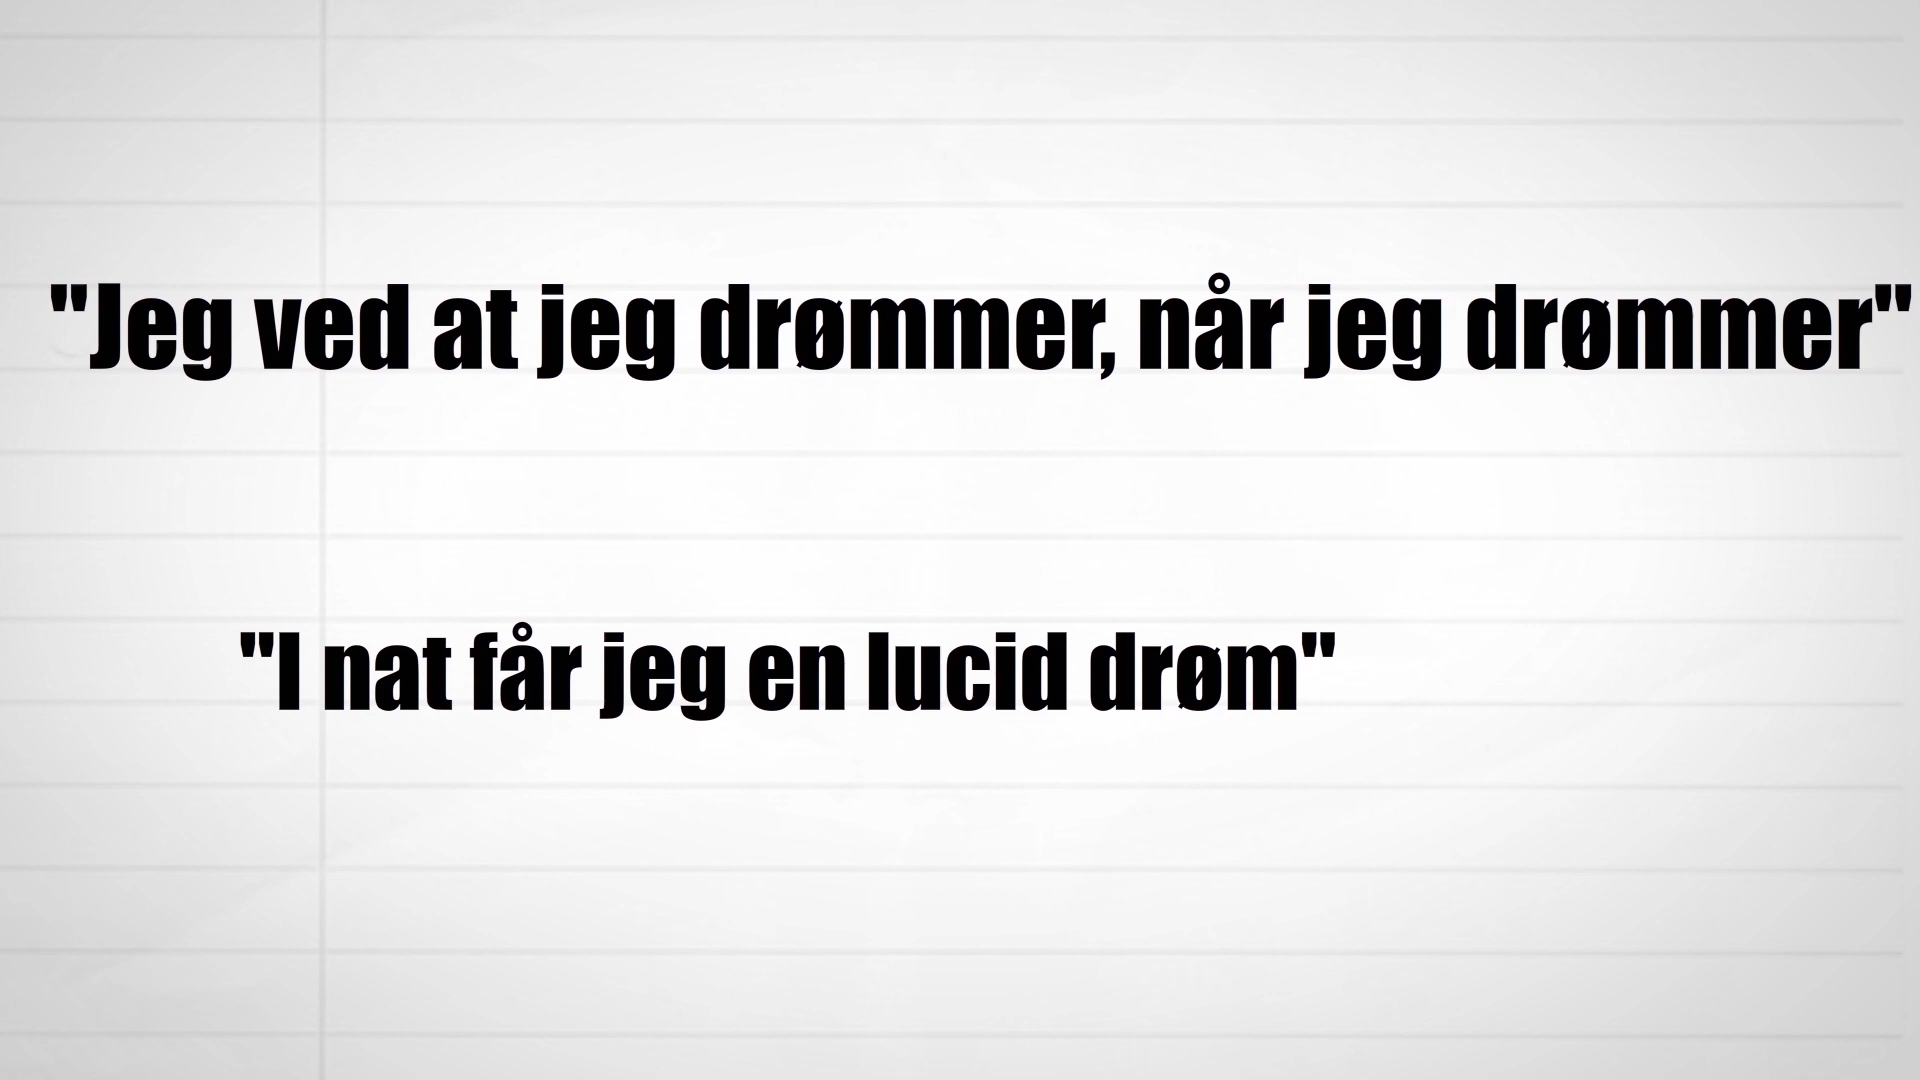 "Jeg ved at jeg drømmer, når jeg drømmer"
"I nat får jeg en lucid drøm"